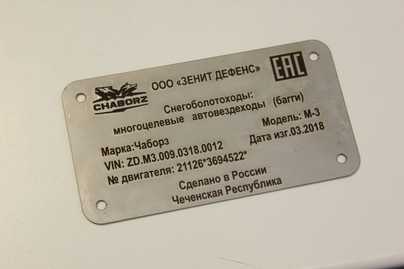 CHABORZ
ООО «ЗЕНИТ ДЕФЕНС»
EAC
Снегоболотоходы:
многоцелевые автовездеходы (багги)
Марка:Чаборз Модель: М-3
VIN: ZD.M3.009.0318.0012 Дата изг.03.2018
№ двигателя: 21126*3694522*
Сделано в России
Чеченская Республика